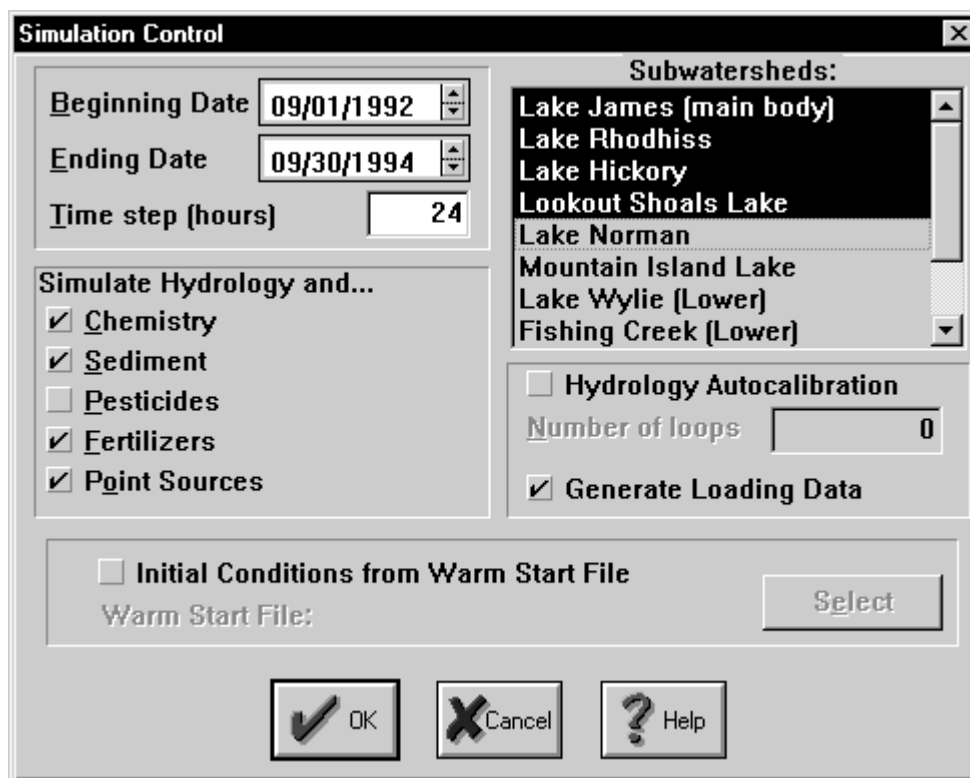 Simulation Control
Beginning Date 09/01/1992
Ending Date 09/30/1994
Time step (hours) 24
Subwatersheds:
Lake James (main body)
Lake Rhodhiss
Lake Hickory
Lookout Shoals Lake
Lake Norman
Mountain Island Lake
Lake Wylie (Lower)
Fishing Creek (Lower)
Simulate Hydrology and...
Chemistry
Sediment
Pesticides
Fertilizers
Point Sources
Hydrology Autocalibration
Number of loops 0
Generate Loading Data
Initial Conditions from Warm Start File
Warm Start File:
Select
OK
Cancel
Help